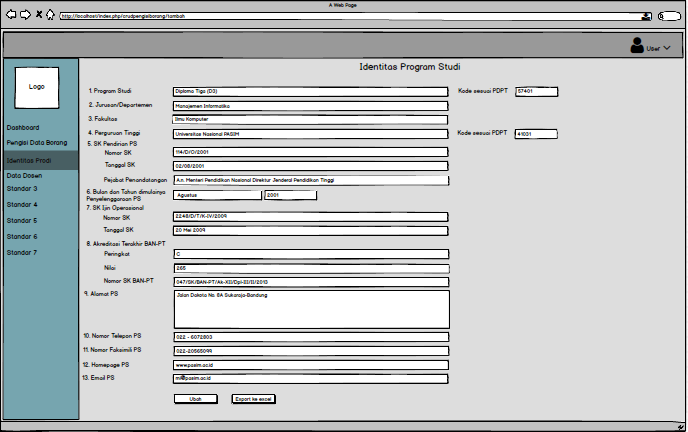 A Web Page
http://localhost/index.php/crudpengisiborang/tambah
User
Logo
Dashboard
Pengisi Data Borang
Identitas Prodi
Data Dosen
Standar 3
Standar 4
Standar 5
Standar 6
Standar 7
Identitas Program Studi
1. Program Studi Diploma Tiga (D3) Kode sesuai PDPT 57401
2. Jurusan/Departemen Manajemen Informatika
3. Fakultas Ilmu Komputer
4. Perguruan Tinggi Universitas Nasional PASIM Kode sesuai PDPT 41031
5. SK Pendirian PS
Nomor SK 114/D/O/2001
Tanggal SK 02/08/2001
Pejabat Penandatangan A.n. Menteri Pendidikan Nasional Direktur Jenderal Pendidikan Tinggi
6. Bulan dan Tahun dimulainya Agustus 2001
Penyelenggaraan PS
7. SK Ijin Operasional
Nomor SK 2248/D/T/K-IV/2009
Tanggal SK 20 Mei 2009
8. Akreditasi Terakhir BAN-PT
Peringkat C
Nilai 265
Nomor SK BAN-PT 047/SK/BAN-PT/Ak-XII/Dpl-III/II/2013
9. Alamat PS Jalan Dakota No. 8A Sukaraja-Bandung
10. Nomor Telepon PS 022 - 6072803
11. Nomor Faksimili PS 022-20565099
12. Homepage PS www.pasim.ac.id
13. Email PS mi@pasim.ac.id
Ubah Export ke excel